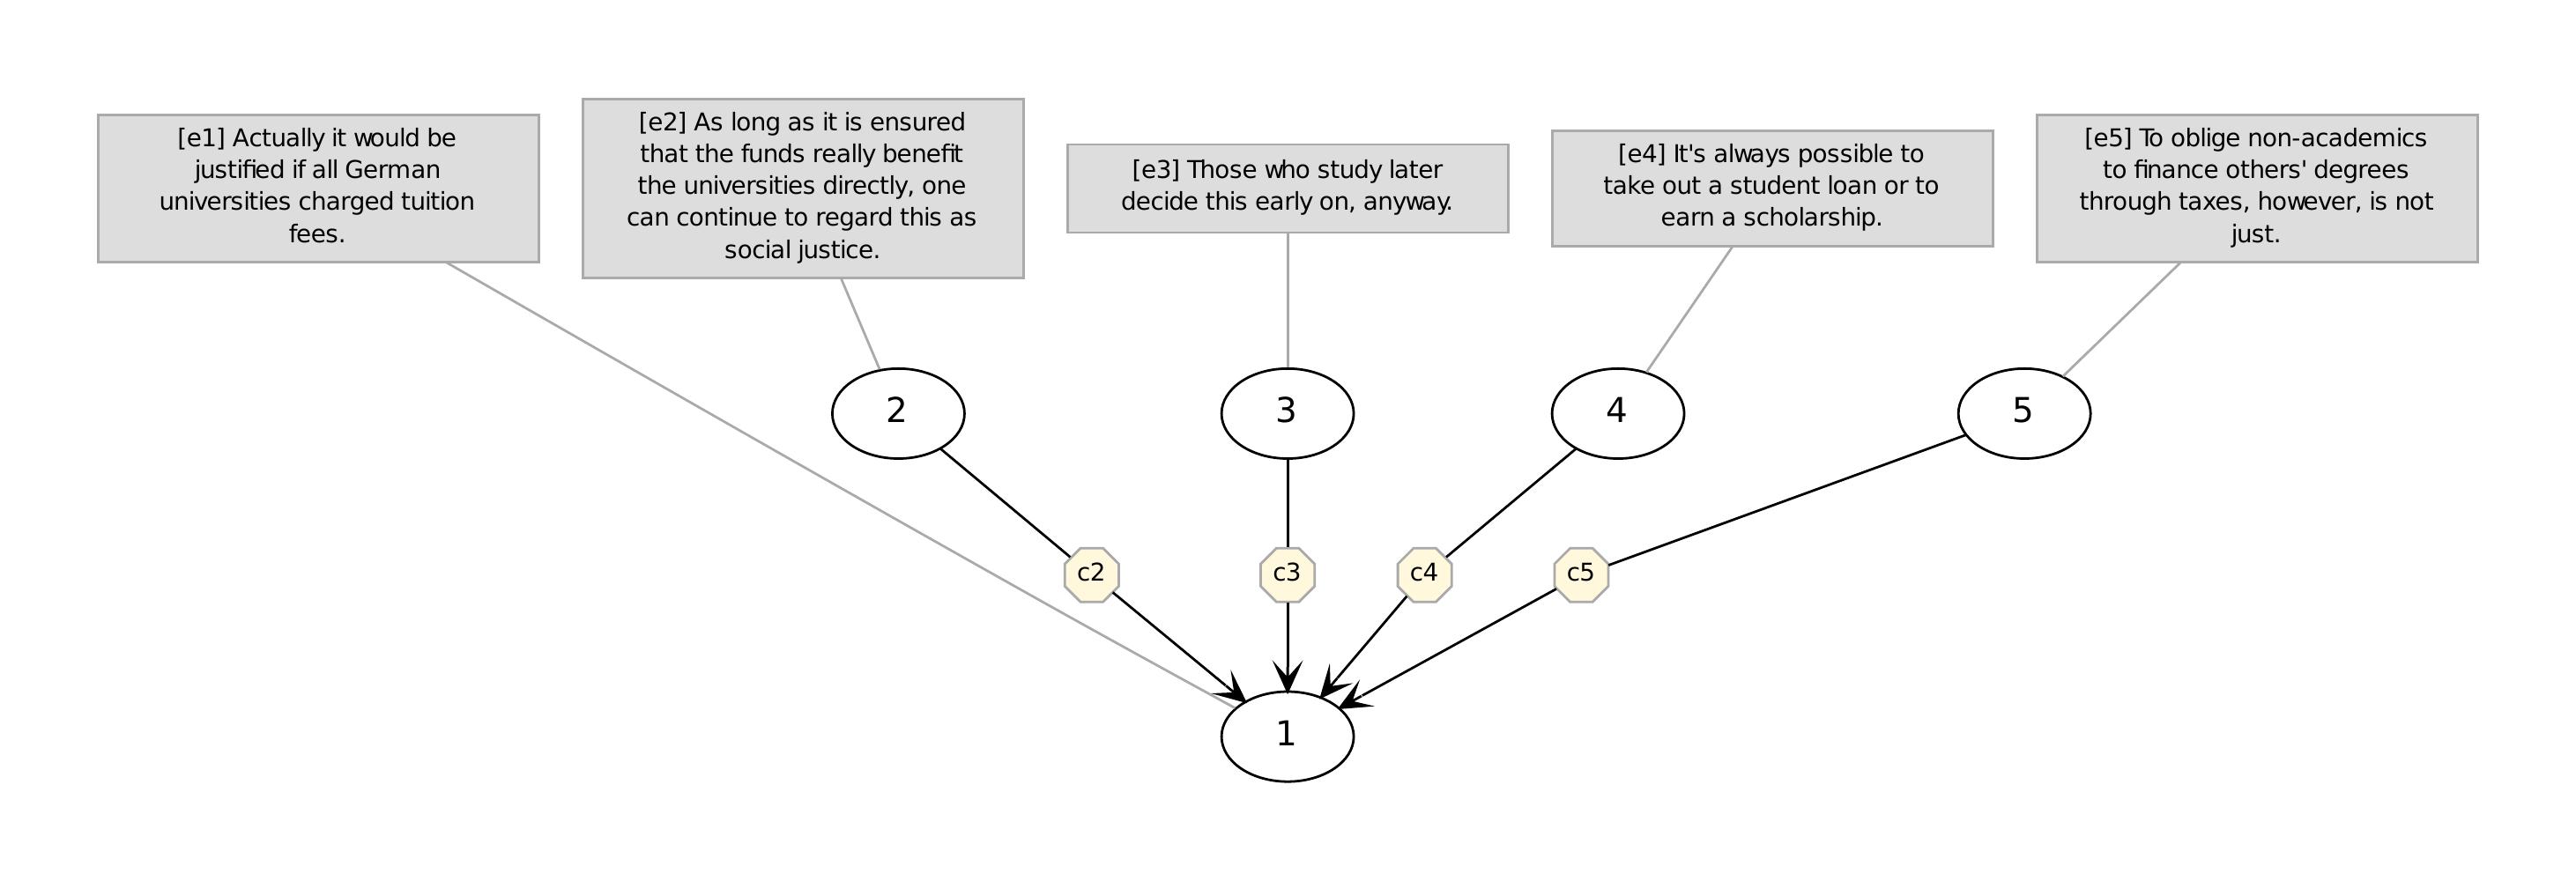 [e1] Actually it would be
justified if all German
universities charged tuition
fees.
[e2] As long as it is ensured
that the funds really benefit
the universities directly, one
can continue to regard this as
social justice.
[e3] Those who study later
decide this early on, anyway.
[e4] It's always possible to
take out a student loan or to
earn a scholarship.
[e5] To oblige non-academics
to finance others' degrees
through taxes, however, is not
just.
2
3
4
5
c2
c3
c4
c5
1